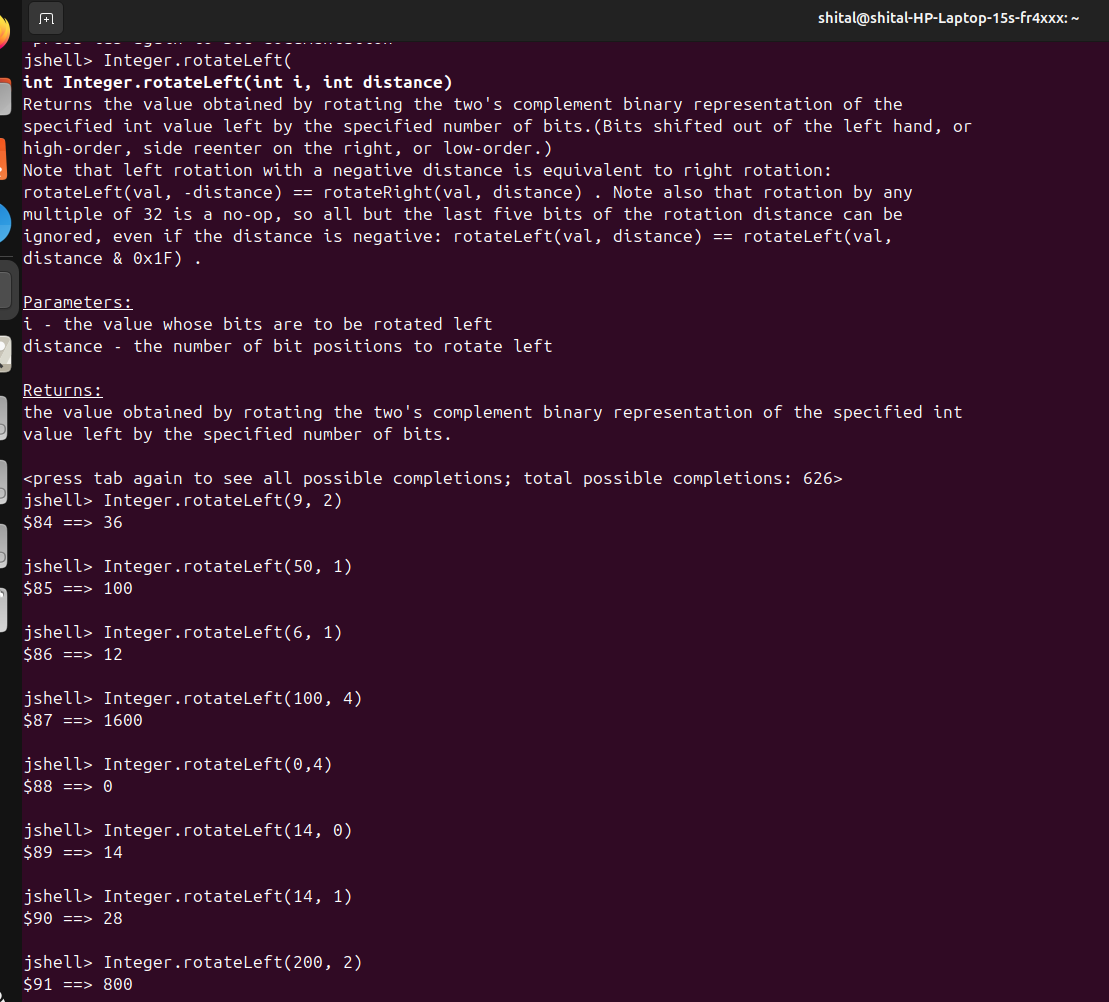 shital@shital-HP-Laptop-15s-fr4xxx: ~
jshell> Integer.rotateLeft(
int Integer.rotateLeft(int i, int distance)
Returns the value obtained by rotating the two's complement binary representation of the
specified int value left by the specified number of bits.(Bits shifted out of the left hand, or
high-order, side reenter on the right, or low-order.)
Note that left rotation with a negative distance is equivalent to right rotation:
rotateLeft(val, -distance) == rotateRight(val, distance) . Note also that rotation by any
multiple of 32 is a no-op, so all but the last five bits of the rotation distance can be
ignored, even if the distance is negative: rotateLeft(val, distance) == rotateLeft(val,
distance & 0x1F) .
Parameters:
i - the value whose bits are to be rotated left
distance - the number of bit positions to rotate left
Returns:
the value obtained by rotating the two's complement binary representation of the specified int
value left by the specified number of bits.
<press tab again to see all possible completions; total possible completions: 626>
jshell> Integer.rotateLeft(9, 2)
$84 ==> 36
jshell> Integer.rotateLeft(50, 1)
$85 ==> 100
jshell> Integer.rotateLeft(6, 1)
$86 ==> 12
jshell> Integer.rotateLeft(100, 4)
$87 ==> 1600
jshell> Integer.rotateLeft(0,4)
$88 ==> 0
jshell> Integer.rotateLeft(14, 0)
$89 ==> 14
jshell> Integer.rotateLeft(14, 1)
$90 ==> 28
jshell> Integer.rotateLeft(200, 2)
$91 ==> 800